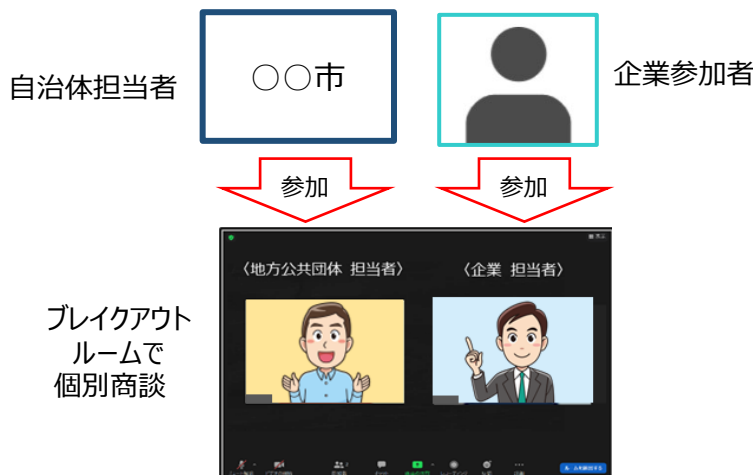 自治体担当者
○○市
企業参加者
参加
参加
〈地方公共団体 担当者〉
〈企業 担当者〉
ブレイクアウト
ルームで
個別商談